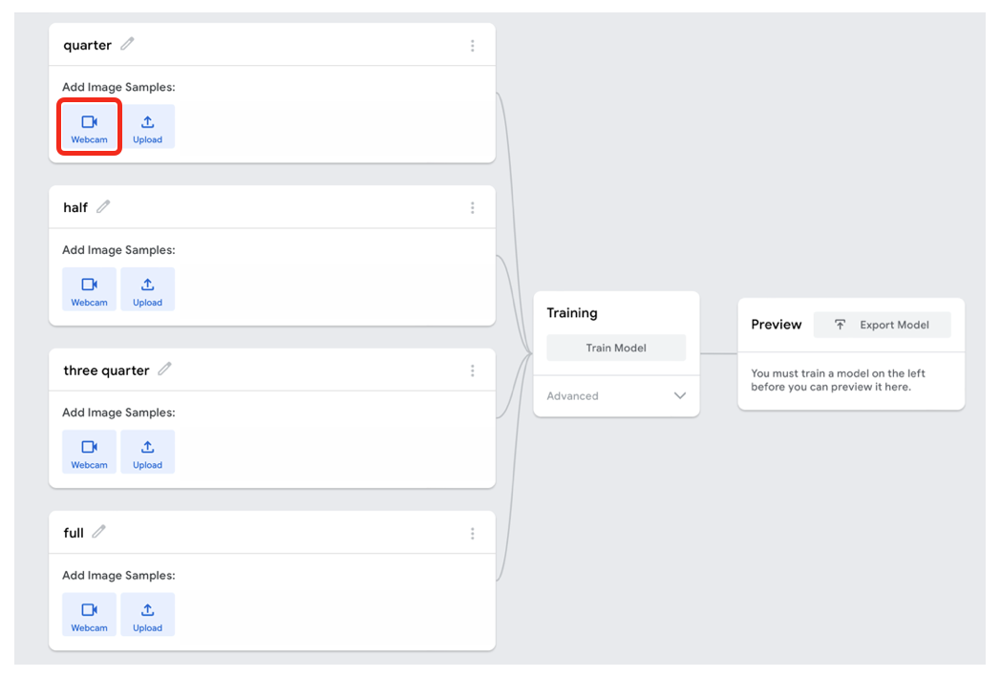 quarter
Add Image Samples:
Webcam
Upload
half
Add Image Samples:
Webcam
Upload
three quarter
Add Image Samples:
Webcam
Upload
full
Add Image Samples:
Webcam
Upload
Training
Train Model
Advanced
Preview
Export Model
You must train a model on the left
before you can preview it here.